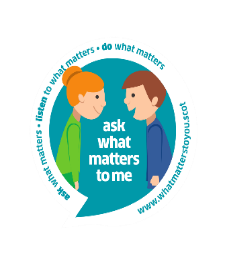 ask what matters • listen to what matters • do what matters
ask
what
matters
to me
www.whatmatterstoyou.scot